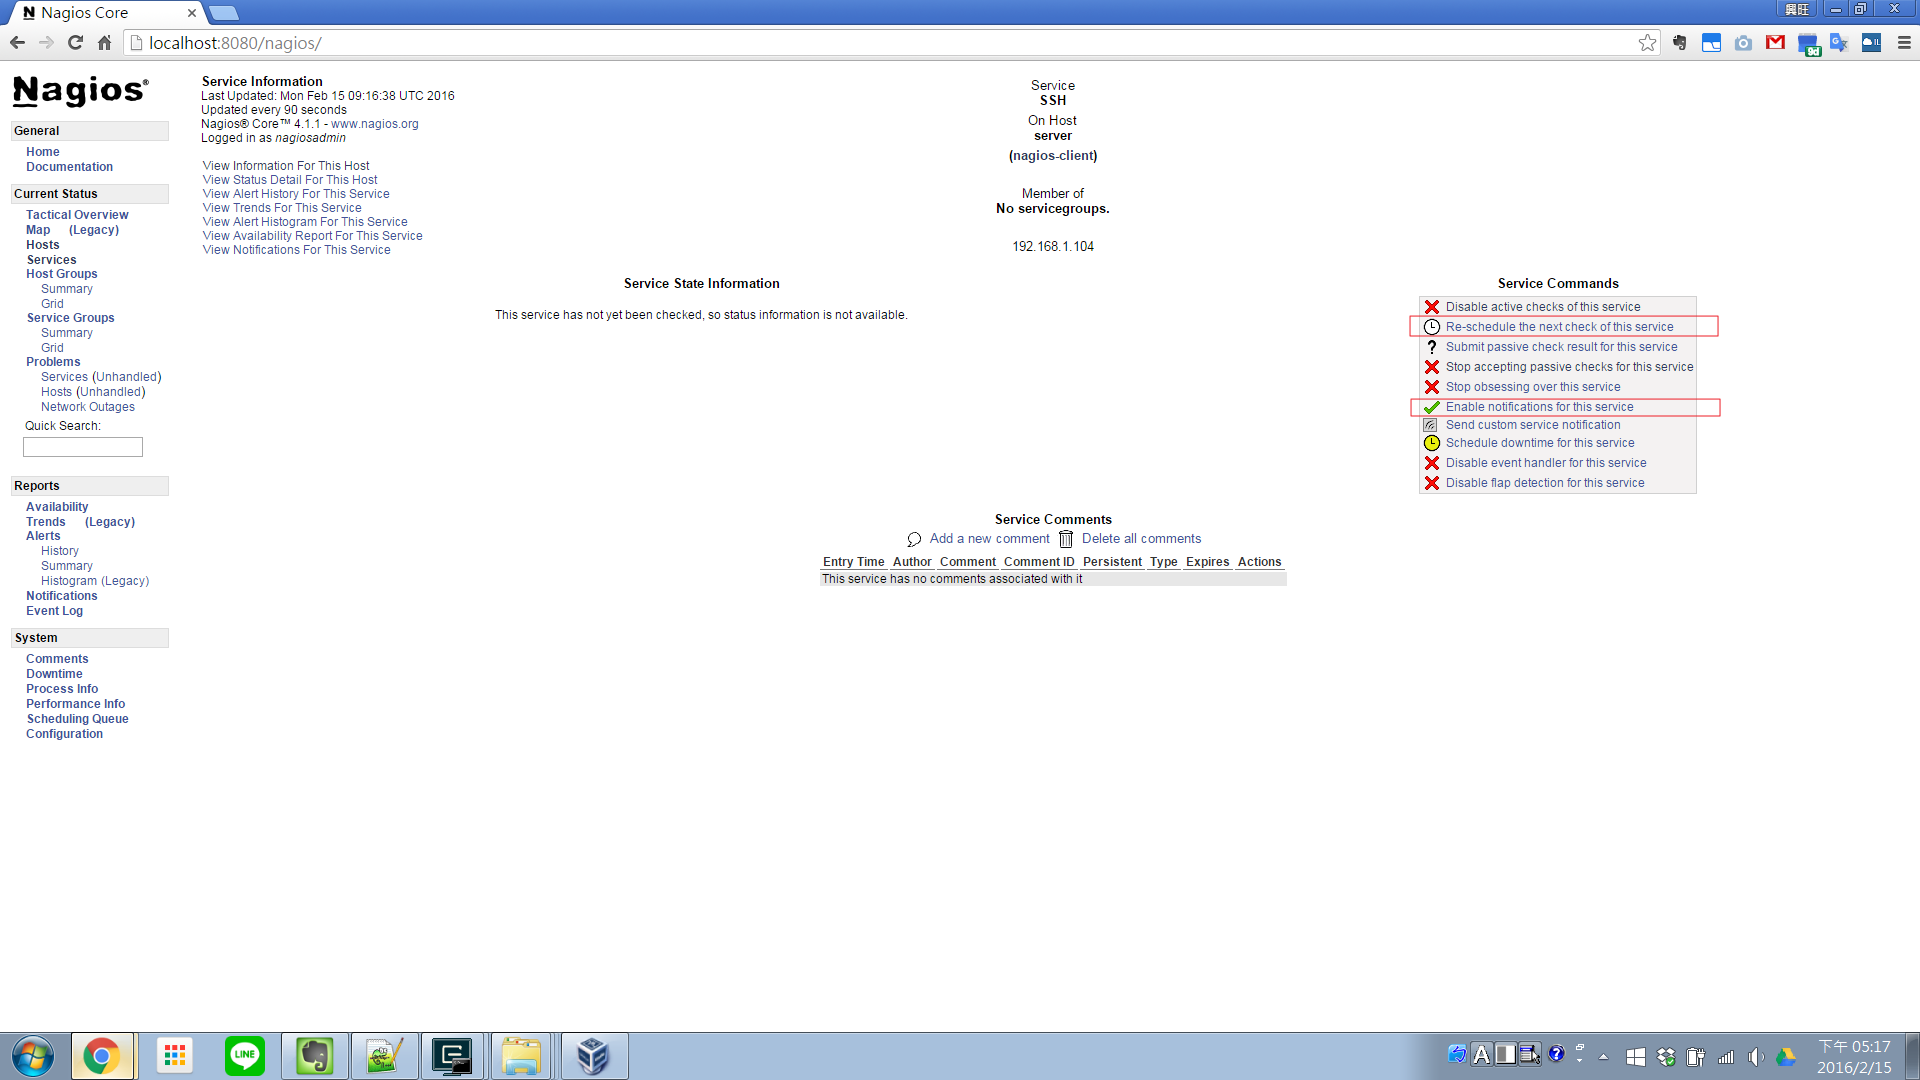 Nagios Core
興旺
localhost:8080/nagios/
Nagios®
General
Home
Documentation
Current Status
Tactical Overview
Map (Legacy)
Hosts
Services
Host Groups
Summary
Grid
Service Groups
Summary
Grid
Problems
Services (Unhandled)
Hosts (Unhandled)
Network Outages
Quick Search:
Reports
Availability
Trends (Legacy)
Alerts
History
Summary
Histogram (Legacy)
Notifications
Event Log
System
Comments
Downtime
Process Info
Performance Info
Scheduling Queue
Configuration
Service Information
Last Updated: Mon Feb 15 09:16:38 UTC 2016
Updated every 90 seconds
Nagios® Core™ 4.1.1 - www.nagios.org
Logged in as nagiosadmin
View Information For This Host
View Status Detail For This Host
View Alert History For This Service
View Trends For This Service
View Alert Histogram For This Service
View Availability Report For This Service
View Notifications For This Service
Service
SSH
On Host
server
(nagios-client)
Member of
No servicegroups.
192.168.1.104
Service State Information
This service has not yet been checked, so status information is not available.
Service Commands
Disable active checks of this service
Re-schedule the next check of this service
Submit passive check result for this service
Stop accepting passive checks for this service
Stop obsessing over this service
Enable notifications for this service
Send custom service notification
Schedule downtime for this service
Disable event handler for this service
Disable flap detection for this service
Service Comments
Add a new comment Delete all comments
Entry Time Author Comment Comment ID Persistent Type Expires Actions
This service has no comments associated with it
LINE
A
下午 05:17
2016/2/15